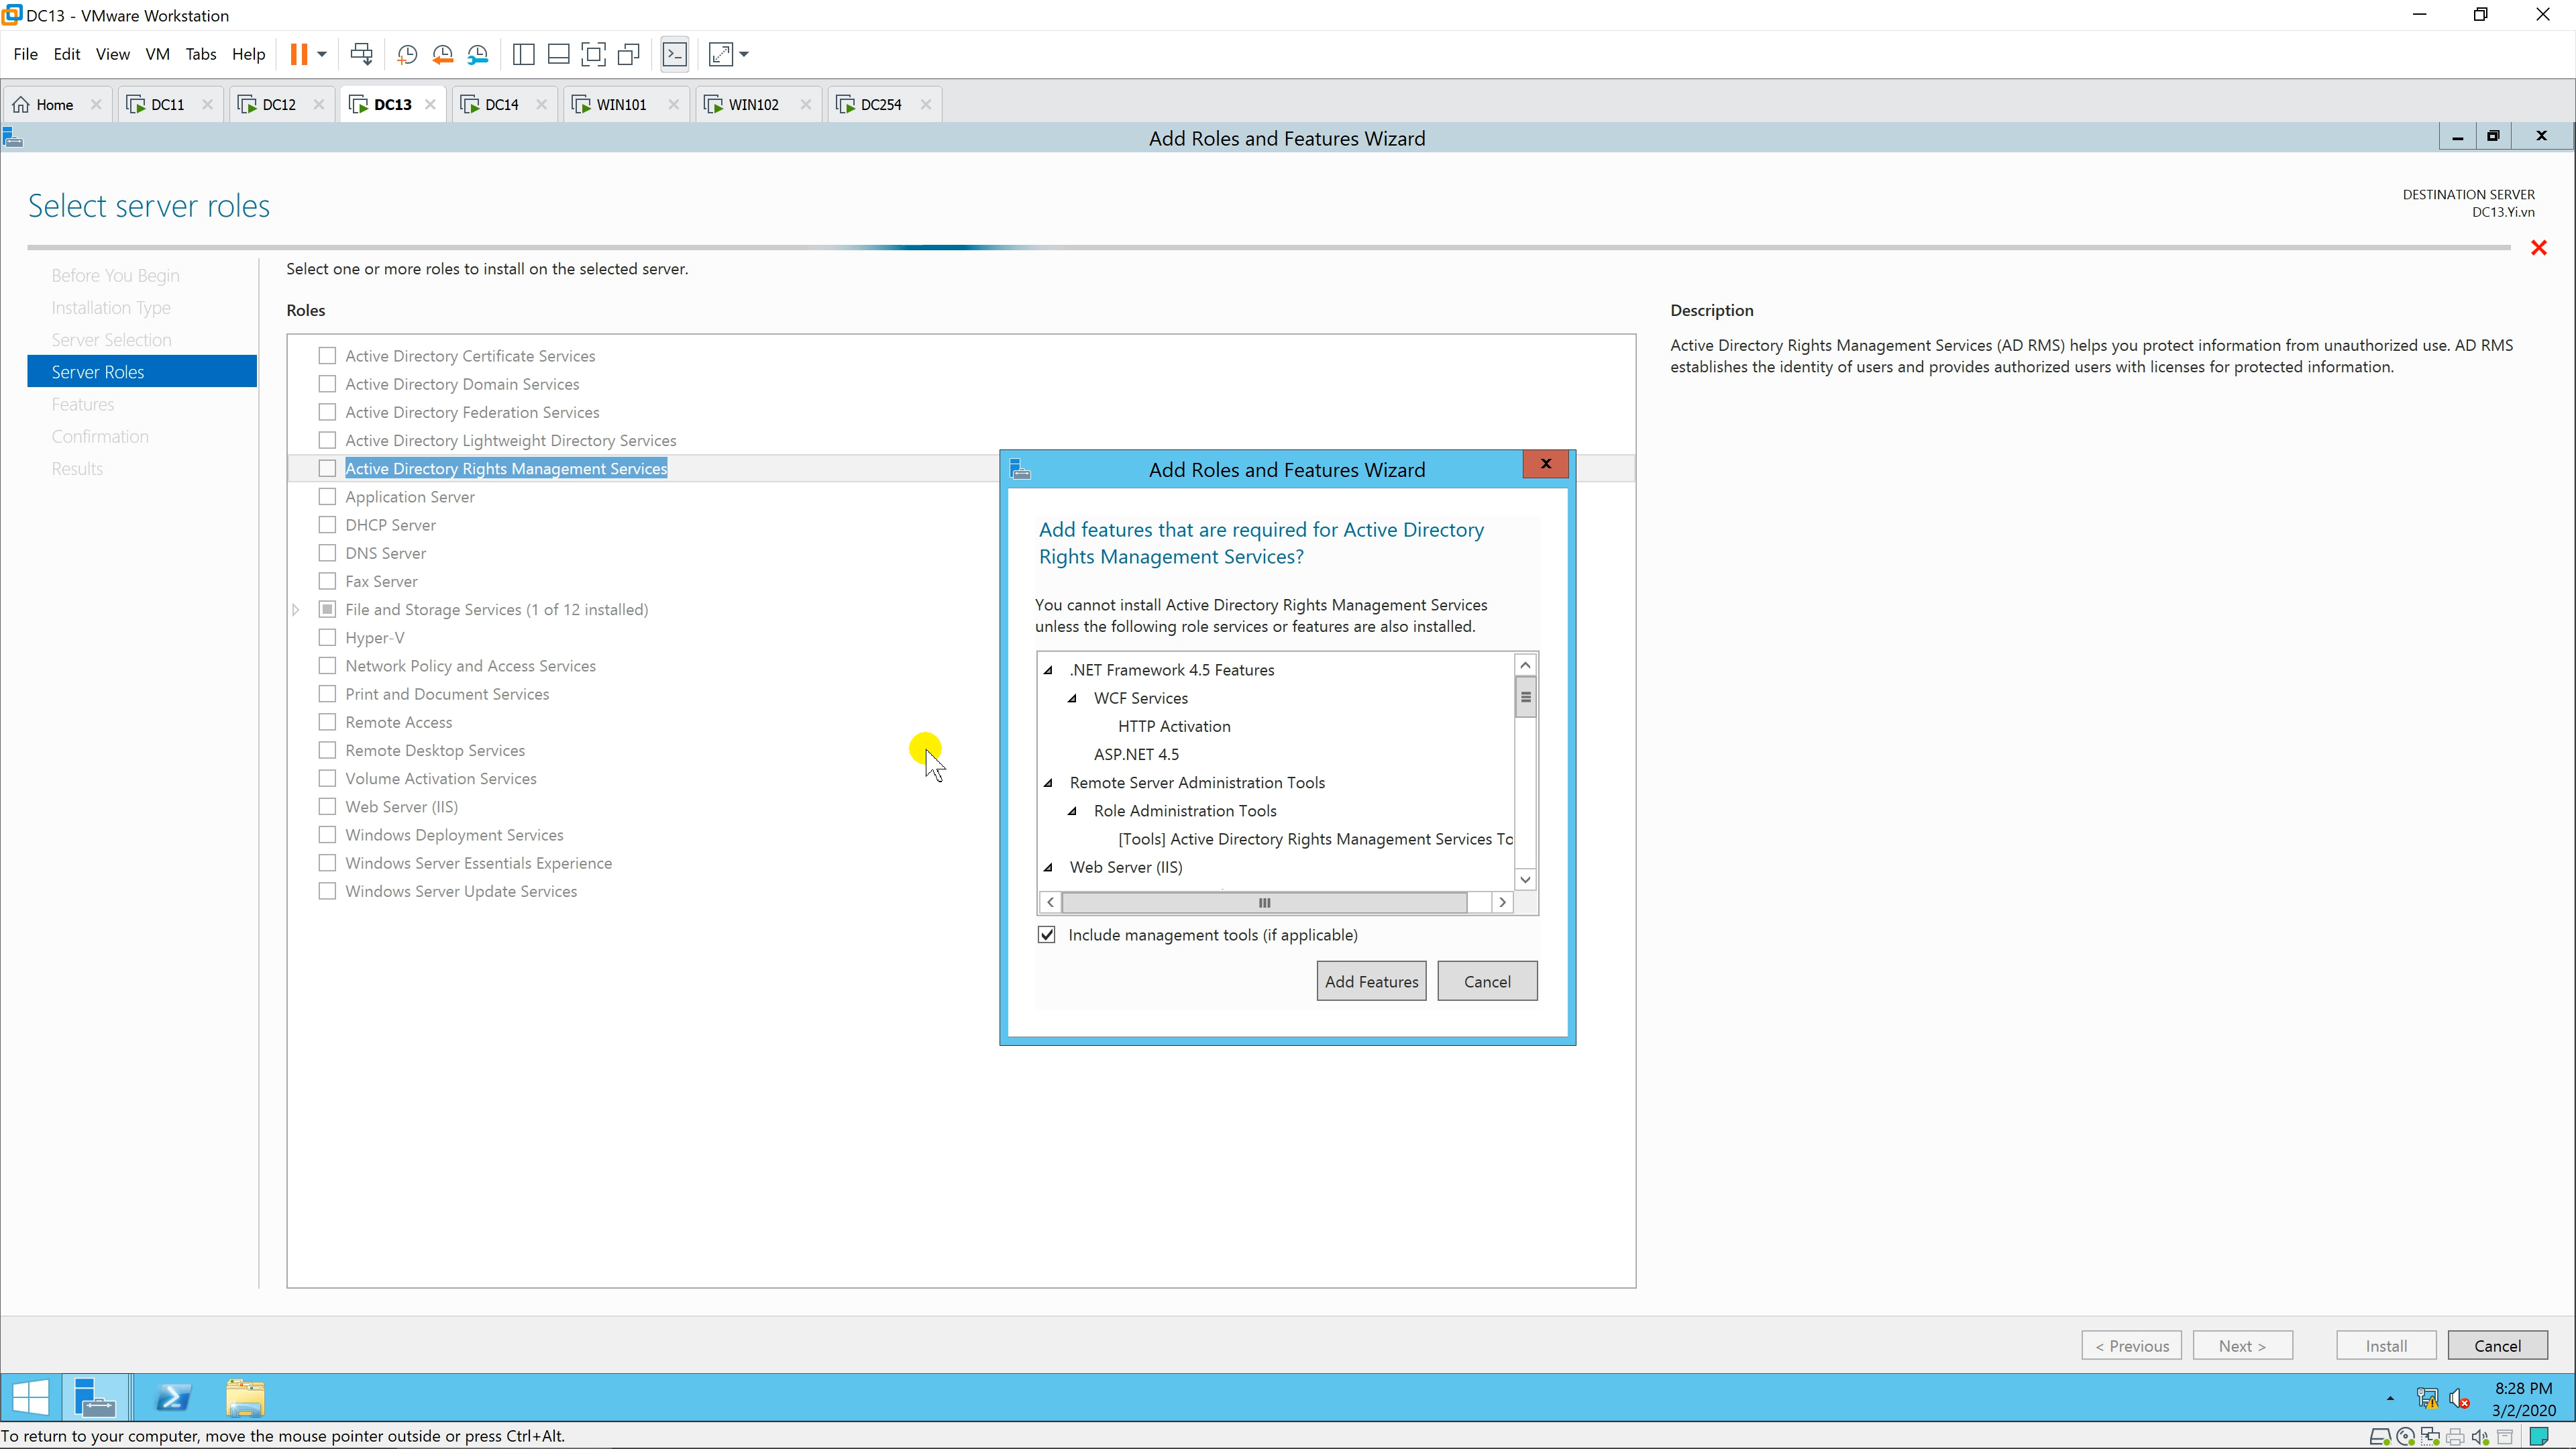 DC13 - VMware Workstation
File Edit View VM Tabs Help
Home DC11 DC12 DC13 DC14 WIN101 WIN102 DC254
Add Roles and Features Wizard
Select server roles
DESTINATION SERVER
DC13.Yi.vn
Before You Begin
Installation Type
Server Selection
Server Roles
Features
Confirmation
Results
Select one or more roles to install on the selected server.
Roles
Active Directory Certificate Services
Active Directory Domain Services
Active Directory Federation Services
Active Directory Lightweight Directory Services
Active Directory Rights Management Services
Application Server
DHCP Server
DNS Server
Fax Server
File and Storage Services (1 of 12 installed)
Hyper-V
Network Policy and Access Services
Print and Document Services
Remote Access
Remote Desktop Services
Volume Activation Services
Web Server (IIS)
Windows Deployment Services
Windows Server Essentials Experience
Windows Server Update Services
Description
Active Directory Rights Management Services (AD RMS) helps you protect information from unauthorized use. AD RMS
establishes the identity of users and provides authorized users with licenses for protected information.
Add Roles and Features Wizard
Add features that are required for Active Directory
Rights Management Services?
You cannot install Active Directory Rights Management Services
unless the following role services or features are also installed.
.NET Framework 4.5 Features
WCF Services
HTTP Activation
ASP.NET 4.5
Remote Server Administration Tools
Role Administration Tools
[Tools] Active Directory Rights Management Services To
Web Server (IIS)
Include management tools (if applicable)
Add Features Cancel
< Previous Next > Install Cancel
8:28 PM
3/2/2020
To return to your computer, move the mouse pointer outside or press Ctrl+Alt.